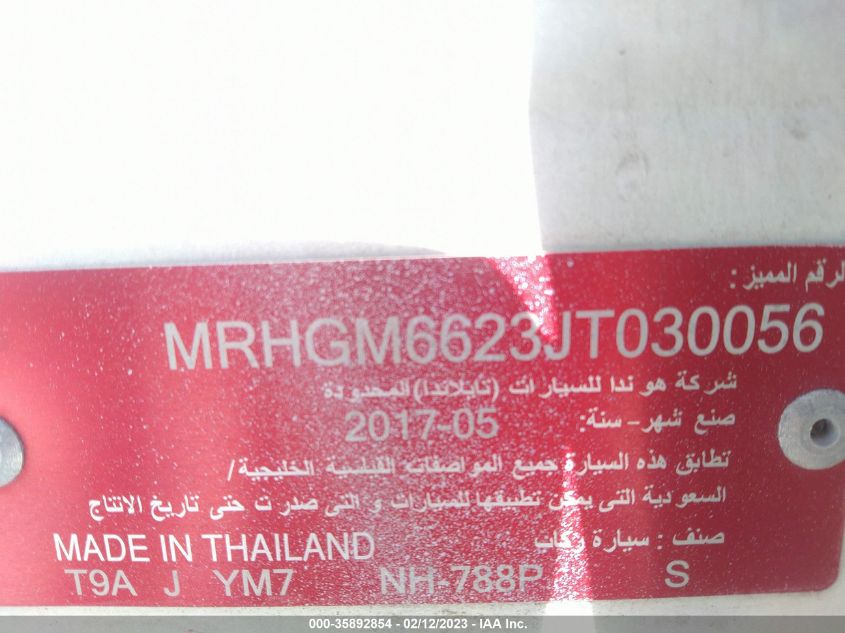 الرقم المميز :
MRHGM6623JT030056
شركة هوندا للسيارات (تايلاندا) المحدودة
صنع شهر - سنة: 2017-05
تطابق هذه السيارة جميع المواصفات القياسية الخليجية/
السعودية التى يمكن تطبيقها للسيارات و التى صدرت حتى تاريخ الانتاج
صنف : سيارة ركاب
MADE IN THAILAND
T9A J YM7 NH-788P S
000-35892854 - 02/12/2023 - IAA Inc.